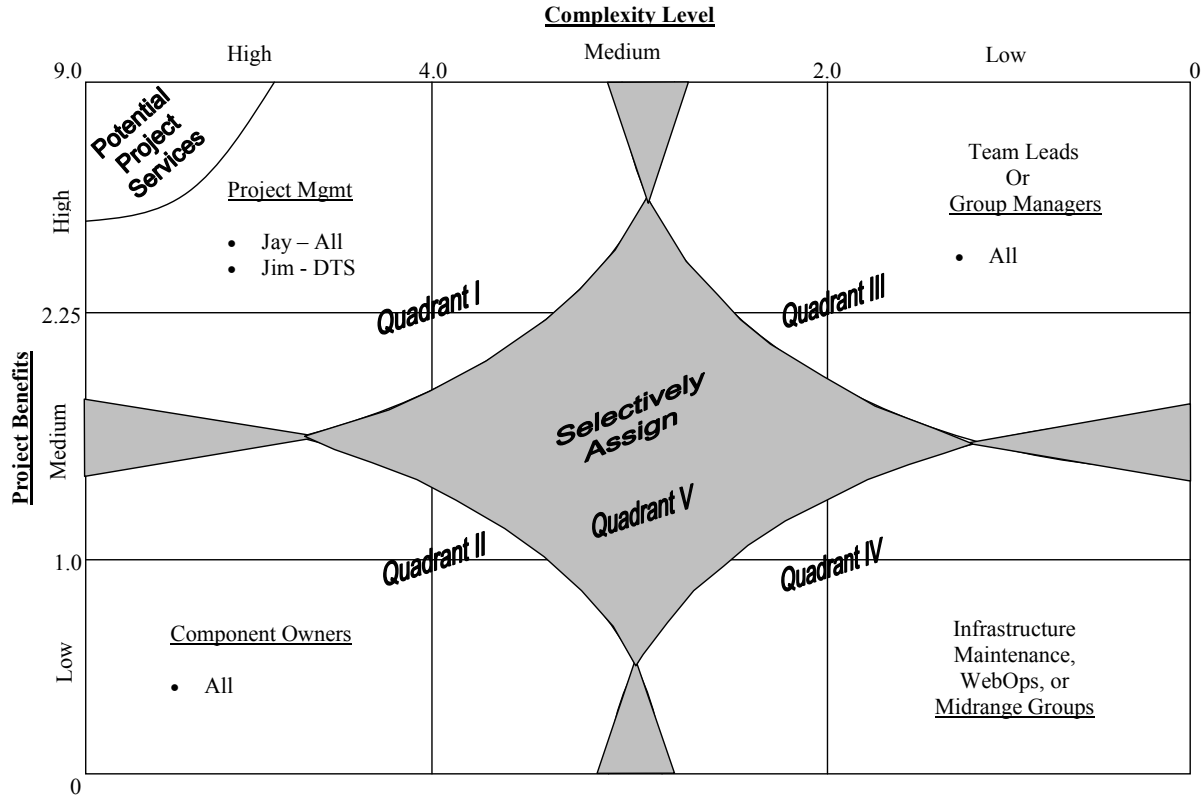 Complexity Level
High
Medium
Low
9.0
4.0
2.0
0
Potential
Project
Services
Project Mgmt
• Jay – All
• Jim - DTS
Team Leads
Or
Group Managers
• All
High
Quadrant I
Quadrant III
2.25
Project Benefits
Medium
Selectively
Assign
Quadrant V
Quadrant II
Quadrant IV
1.0
Low
Component Owners
• All
Infrastructure
Maintenance,
WebOps, or
Midrange Groups
0